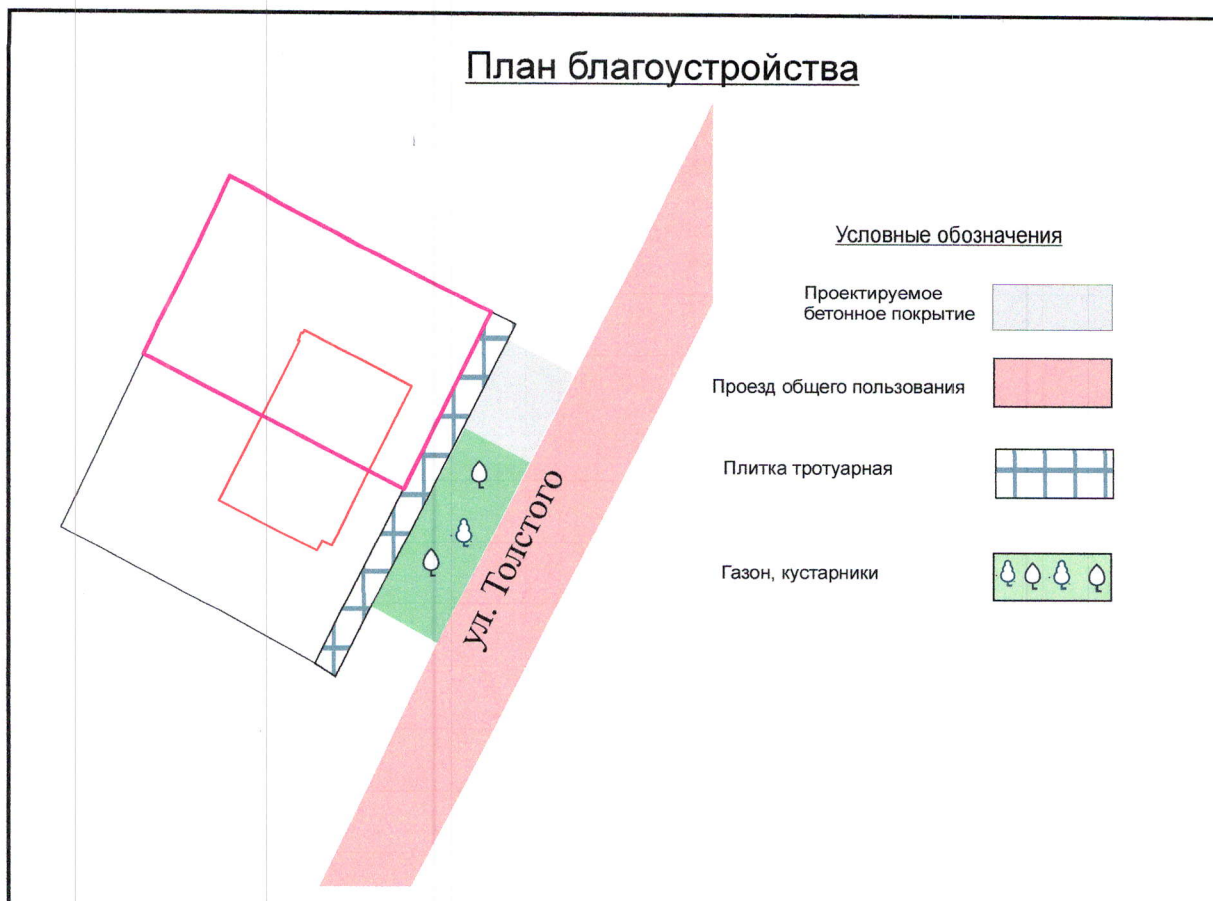 План благоустройства
Условные обозначения
Проектируемое
бетонное покрытие
Проезд общего пользования
Плитка тротуарная
Газон, кустарники
ул. Толстого